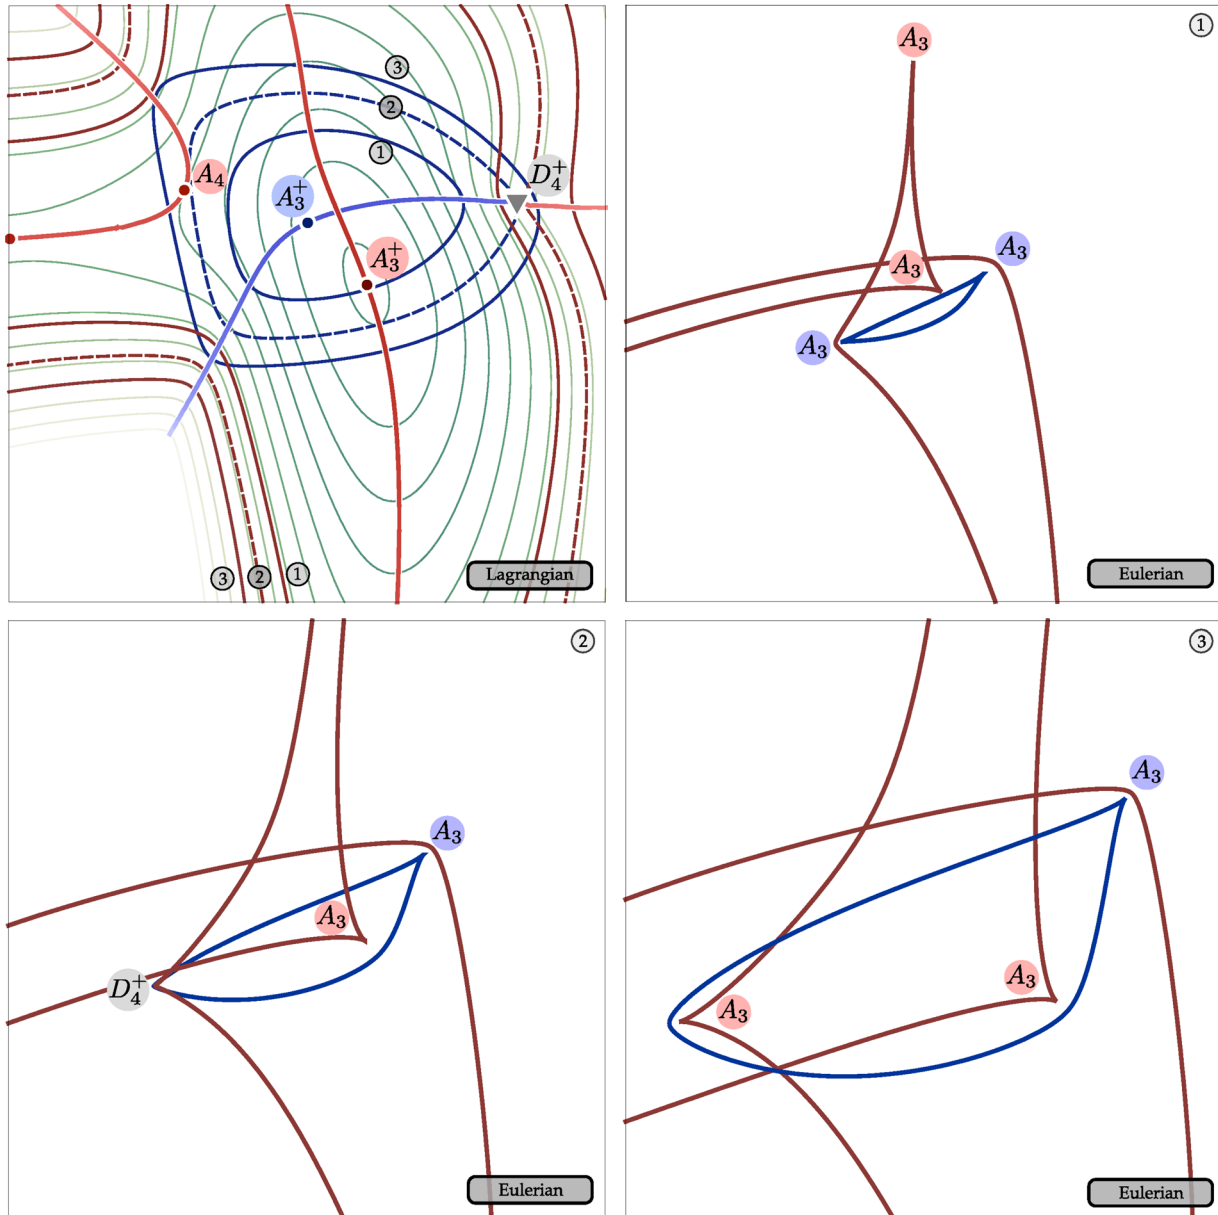 ③
②
①
A₄
A₃⁺
D₄⁺
A₃⁺
③ ② ①
Lagrangian
①
A₃
A₃
A₃
A₃
Eulerian
②
A₃
A₃
D₄⁺
Eulerian
③
A₃
A₃
A₃
Eulerian